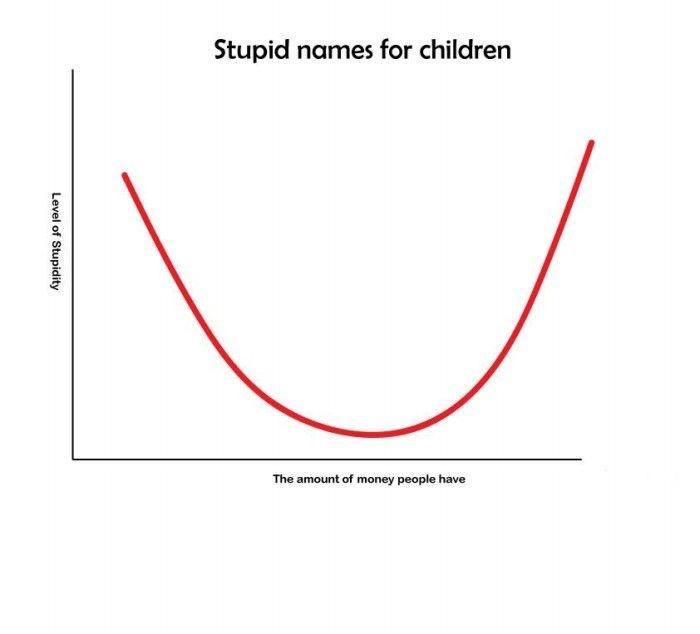 Stupid names for children
Level of Stupidity
The amount of money people have